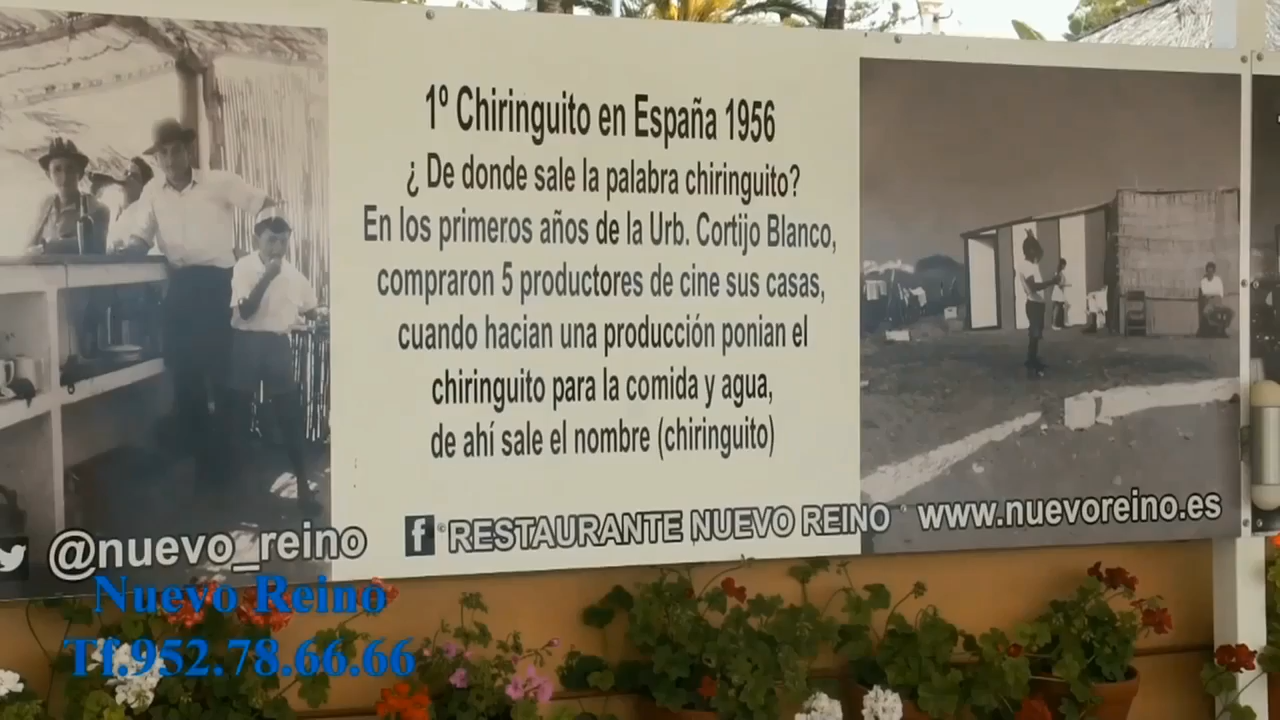 1º Chiringuito en España 1956
¿ De donde sale la palabra chiringuito?
En los primeros años de la Urb. Cortijo Blanco,
compraron 5 productores de cine sus casas,
cuando hacian una producción ponian el
chiringuito para la comida y agua,
de ahí sale el nombre (chiringuito)
@nuevo_reino
f RESTAURANTE NUEVO REINO
www.nuevoreino.es
Nuevo Reino
Tf.952.78.66.66